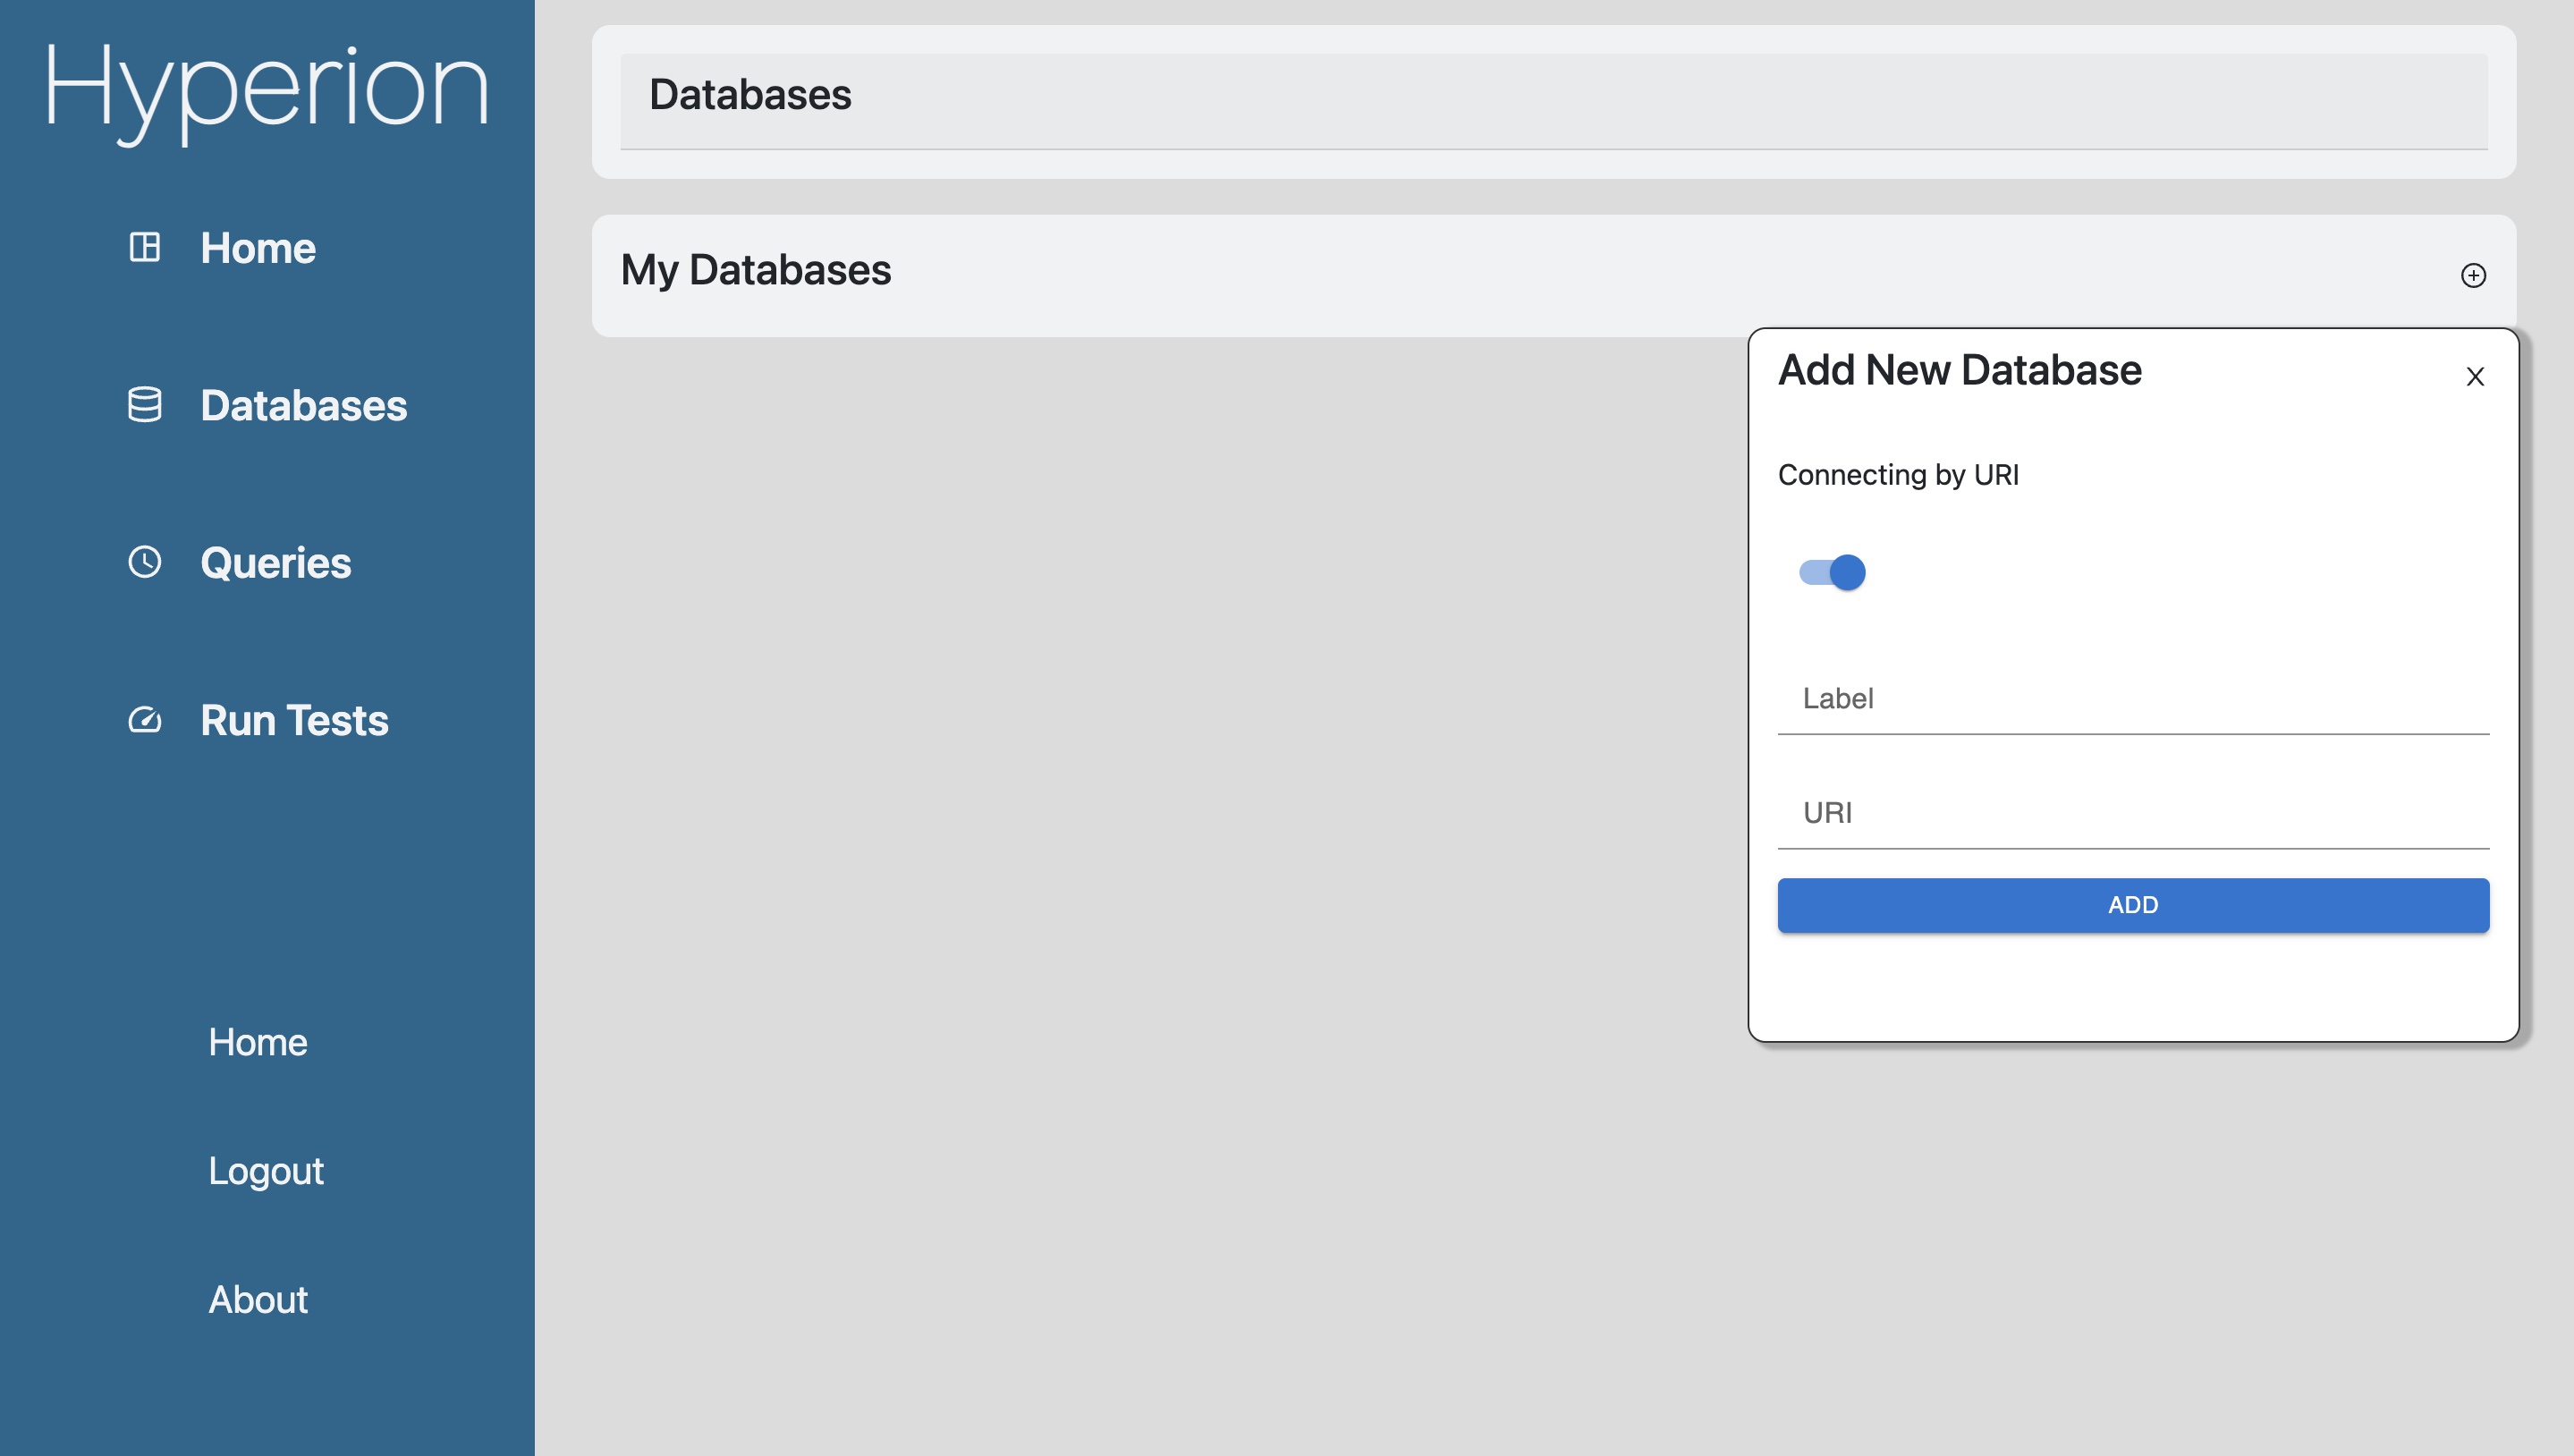 Hyperion
Home
Databases
Queries
Run Tests
Home
Logout
About
Databases
My Databases
Add New Database
X
Connecting by URI
Label
URI
ADD